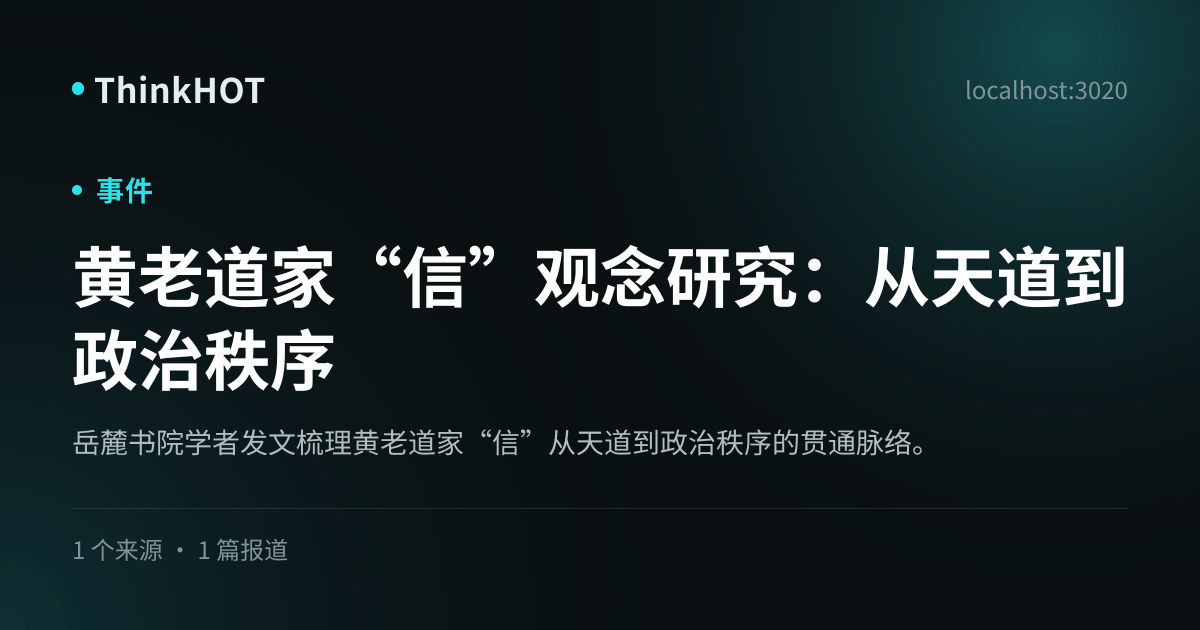 ThinkHOT
localhost:3020
事件
黄老道家“信”观念研究：从天道到
政治秩序
岳麓书院学者发文梳理黄老道家“信”从天道到政治秩序的贯通脉络。
1 个来源 · 1 篇报道